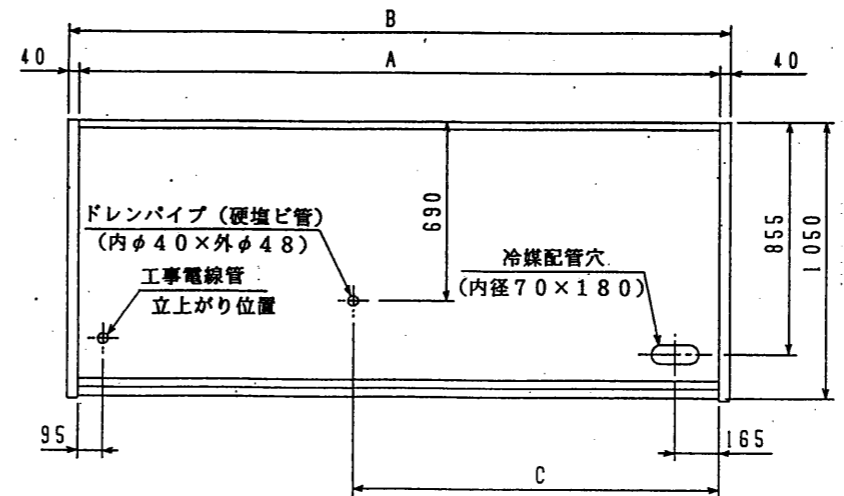 B
40
A
40
ドレンパイプ（硬塩ビ管）
（内φ４０×外φ４８）
690
工事電線管
立上がり位置
冷媒配管穴
（内径７０×１８０）
855
1050
95
165
C